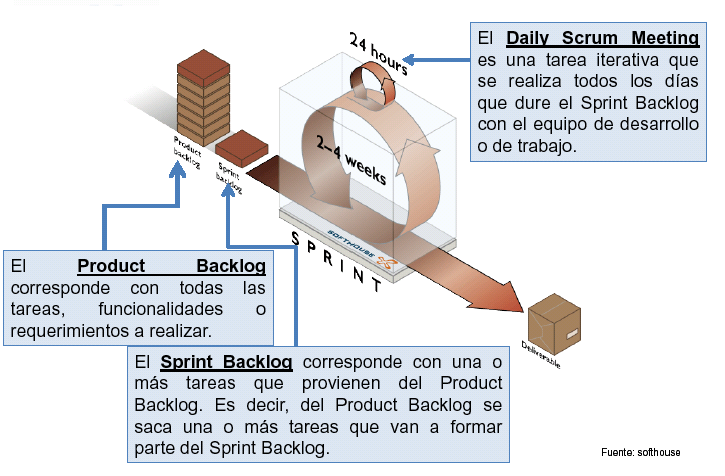 24 hours
El Daily Scrum Meeting
es una tarea iterativa que
se realiza todos los días
que dure el Sprint Backlog
con el equipo de desarrollo
o de trabajo.
Product
backlog
Sprint
backlog
2-4 weeks
SOFTHOUSE
SPRINT
El Product Backlog
corresponde con todas las
tareas, funcionalidades o
requerimientos a realizar.
Deliverable
El Sprint Backlog corresponde con una o
más tareas que provienen del Product
Backlog. Es decir, del Product Backlog se
saca una o más tareas que van a formar
parte del Sprint Backlog.
Fuente: softhouse